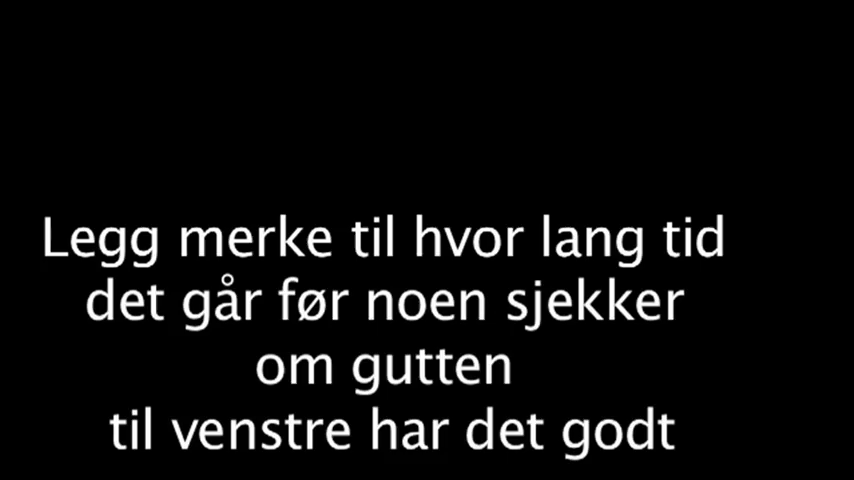 Legg merke til hvor lang tid
det går før noen sjekker
om gutten
til venstre har det godt